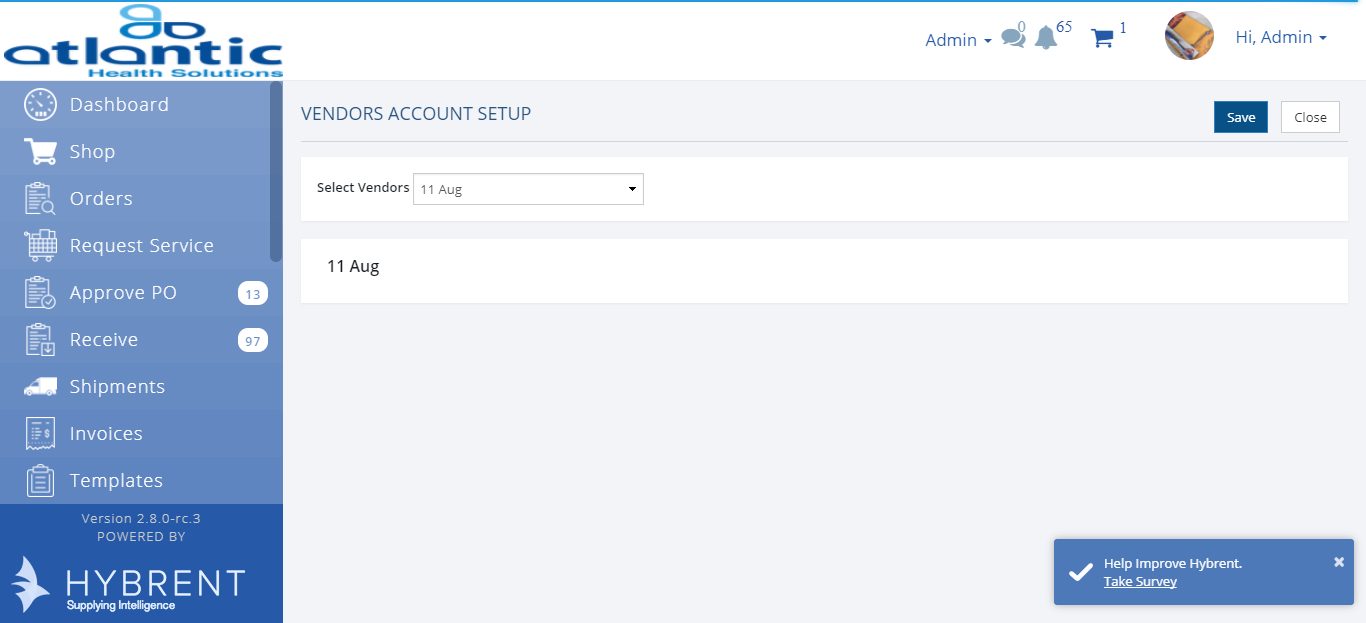 atlantic
Health Solutions
Admin
0
65
1
Hi, Admin
Dashboard
Shop
Orders
Request Service
Approve PO 13
Receive 97
Shipments
Invoices
Templates
Version 2.8.0-rc.3
POWERED BY
HYBRENT
Supplying Intelligence
VENDORS ACCOUNT SETUP
Save
Close
Select Vendors 11 Aug
11 Aug
Help Improve Hybrent.
Take Survey